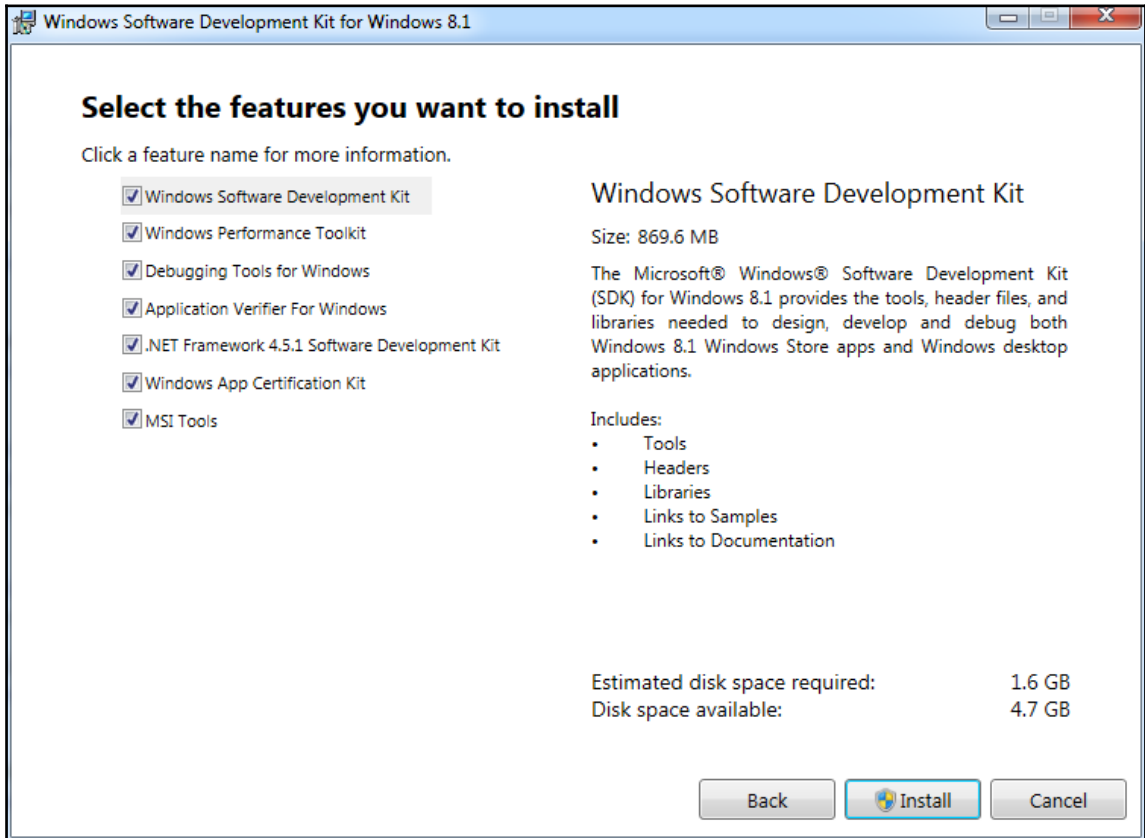 Windows Software Development Kit for Windows 8.1
Select the features you want to install
Click a feature name for more information.
Windows Software Development Kit
Windows Performance Toolkit
Debugging Tools for Windows
Application Verifier For Windows
.NET Framework 4.5.1 Software Development Kit
Windows App Certification Kit
MSI Tools
Windows Software Development Kit
Size: 869.6 MB
The Microsoft® Windows® Software Development Kit
(SDK) for Windows 8.1 provides the tools, header files, and
libraries needed to design, develop and debug both
Windows 8.1 Windows Store apps and Windows desktop
applications.
Includes:
• Tools
• Headers
• Libraries
• Links to Samples
• Links to Documentation
Estimated disk space required: 1.6 GB
Disk space available: 4.7 GB
Back Install Cancel